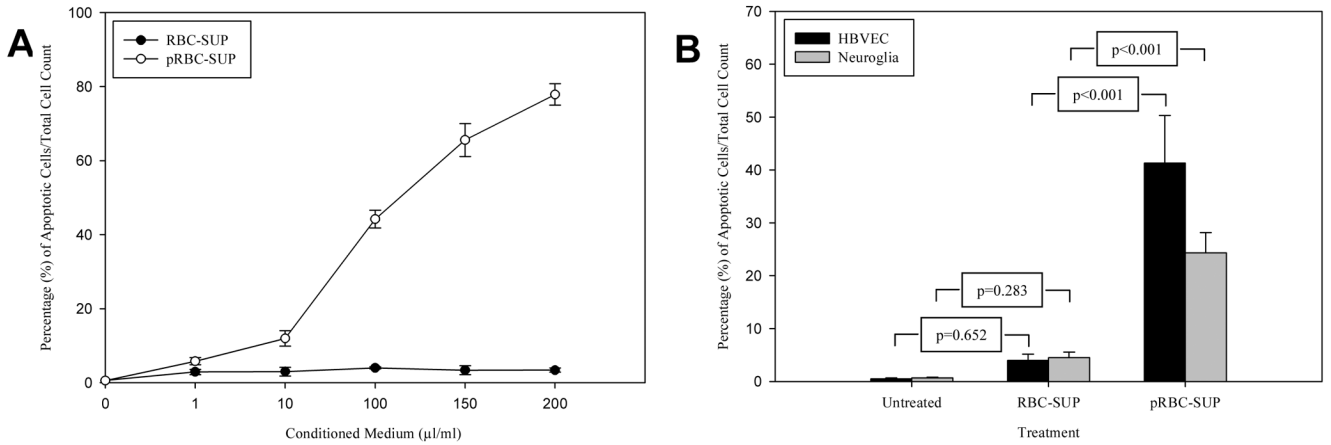 A
Percentage (%) of Apoptotic Cells/Total Cell Count
100
80
60
40
20
0
RBC-SUP
pRBC-SUP
0 1 10 100 150 200
Conditioned Medium (µl/ml)
B
Percentage (%) of Apoptotic Cells/Total Cell Count
70
60
50
40
30
20
10
0
HBVEC
Neuroglia
p<0.001
p<0.001
p=0.283
p=0.652
Untreated RBC-SUP pRBC-SUP
Treatment